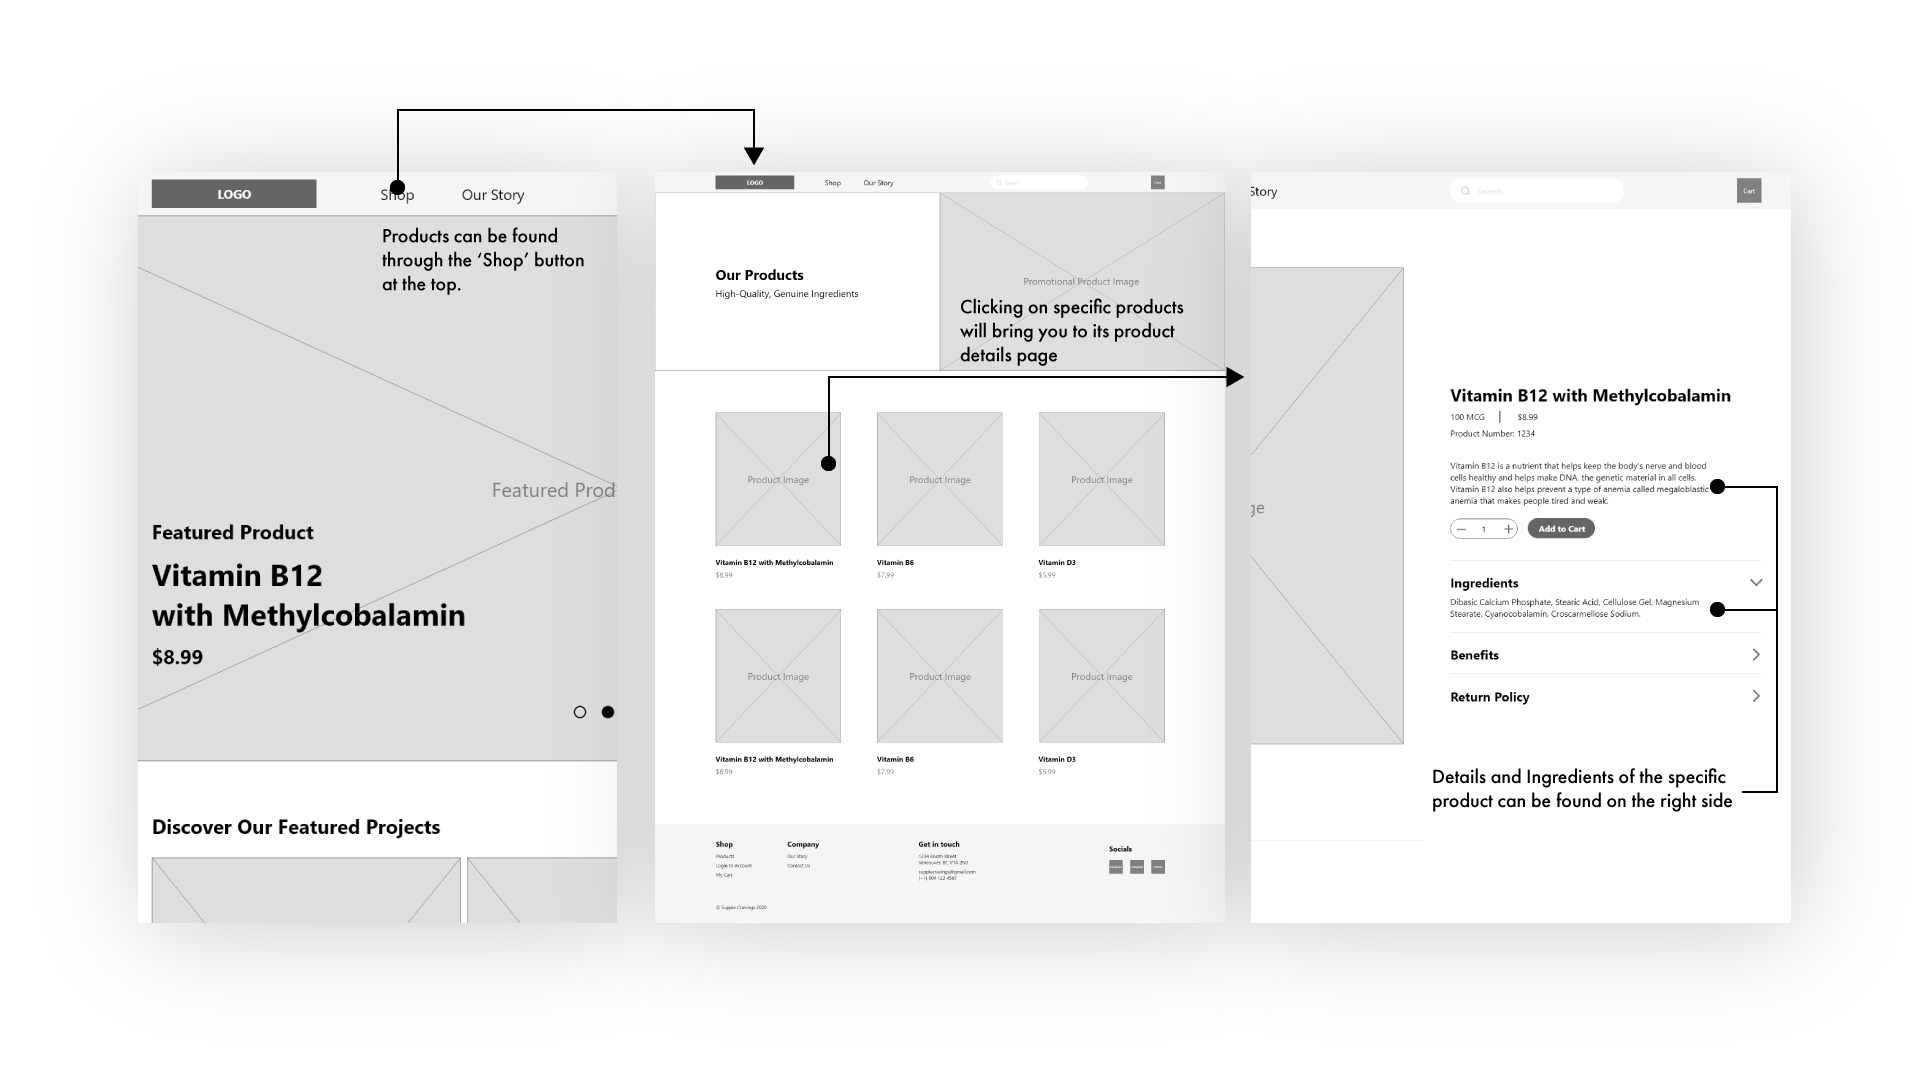 LOGO
Shop
Our Story
Products can be found
through the ‘Shop’ button
at the top.
Featured Prod
Featured Product
Vitamin B12
with Methylcobalamin
$8.99
Discover Our Featured Projects
LOGO
Shop
Our Story
Search
Cart
Our Products
High-Quality, Genuine Ingredients
Promotional Product Image
Clicking on specific products
will bring you to its product
details page
Product Image
Product Image
Product Image
Vitamin B12 with Methylcobalamin
Vitamin B6
Vitamin D3
$8.99
$7.99
$5.99
Product Image
Product Image
Product Image
Vitamin B12 with Methylcobalamin
Vitamin B6
Vitamin D3
$8.99
$7.99
$5.99
Shop
Products
Login to Account
My Cart
Company
Our Story
Contact Us
Get in touch
1234 Booth Street
Vancouver, BC V1A 2N3
supplecravings@gmail.com
(+1) 604 123 4567
Socials
© Supple Cravings 2020
Story
Search
Cart
ge
Vitamin B12 with Methylcobalamin
100 MCG | $8.99
Product Number: 1234
Vitamin B12 is a nutrient that helps keep the body's nerve and blood
cells healthy and helps make DNA, the genetic material in all cells.
Vitamin B12 also helps prevent a type of anemia called megaloblastic
anemia that makes people tired and weak.
1
Add to Cart
Ingredients
Dibasic Calcium Phosphate, Stearic Acid, Cellulose Gel, Magnesium
Stearate, Cyanocobalamin, Croscarmellose Sodium.
Benefits
Return Policy
Details and Ingredients of the specific
product can be found on the right side